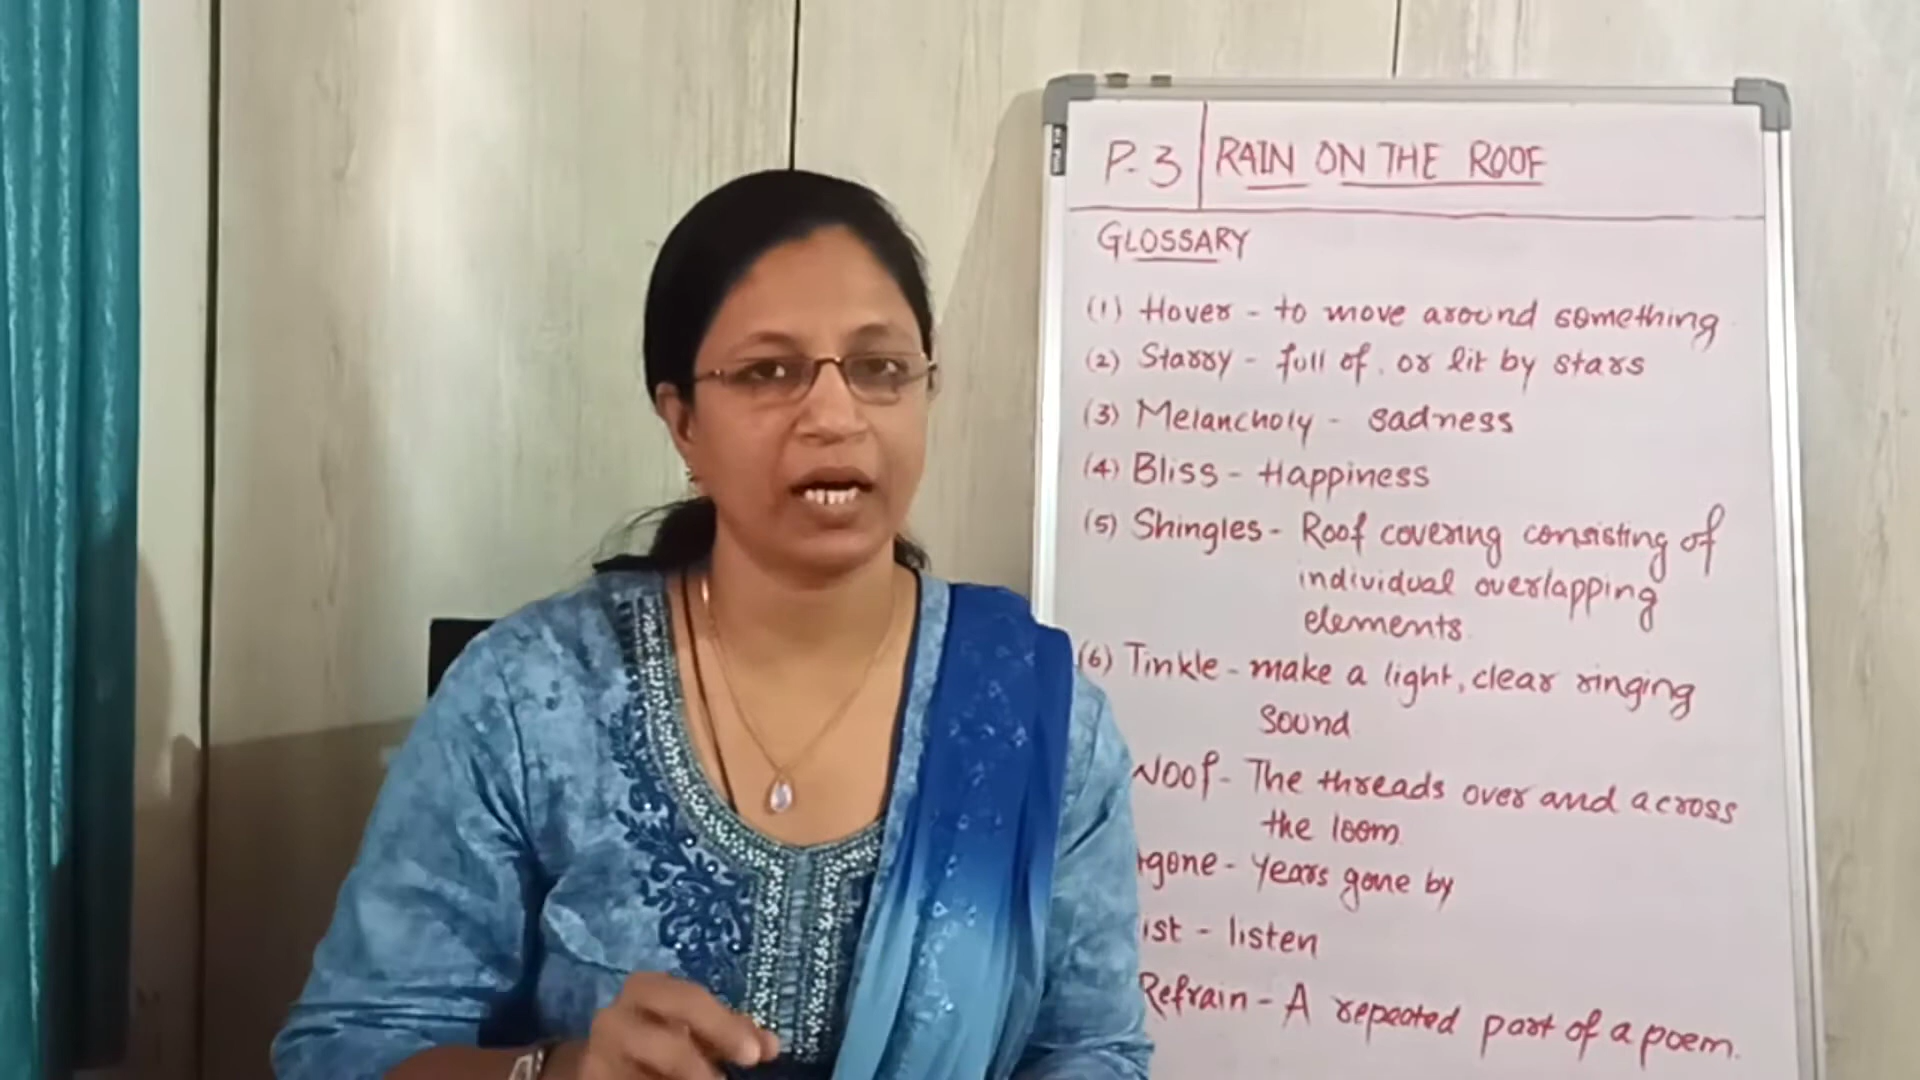 P-3 RAIN ON THE ROOF
GLOSSARY
(1) Hover - to move around something
(2) Starry - full of, or lit by stars
(3) Melancholy - sadness
(4) Bliss - Happiness
(5) Shingles - Roof covering consisting of
individual overlapping
elements.
(6) Tinkle - make a light, clear ringing
sound
Woof - The threads over and across
the loom
gone - years gone by
ist - listen
Refrain - A repeated part of a poem.